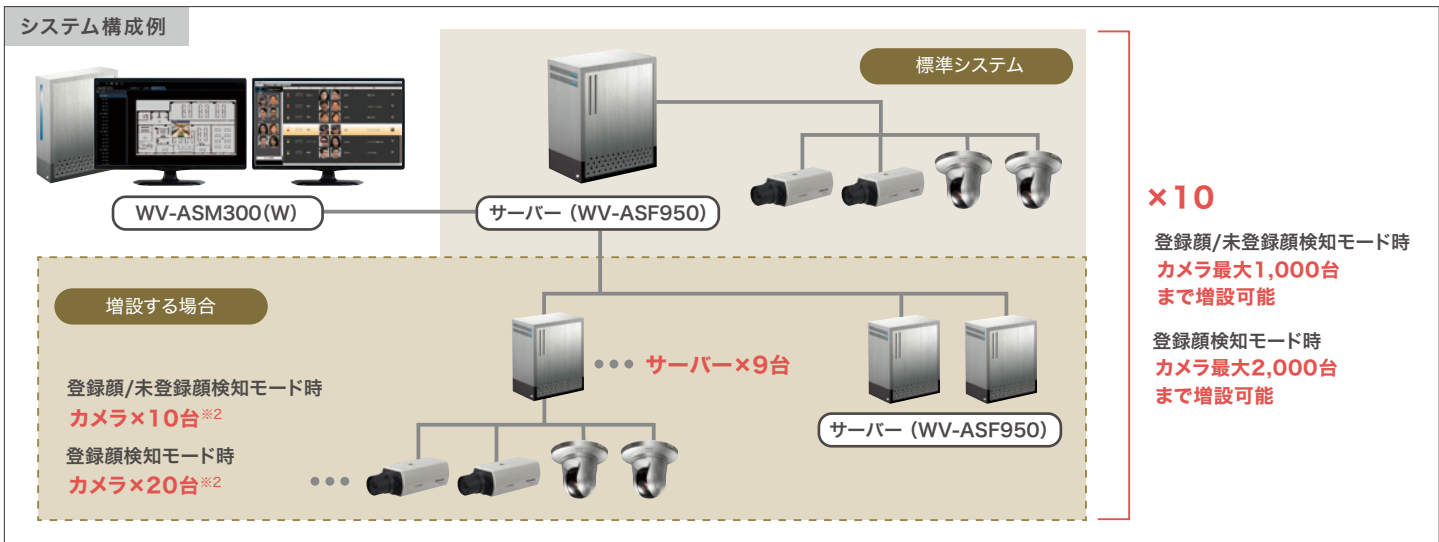 システム構成例
標準システム
WV-ASM300(W)
サーバー (WV-ASF950)
増設する場合
サーバー×9台
登録顔/未登録顔検知モード時
カメラ×10台※2
登録顔検知モード時
カメラ×20台※2
サーバー (WV-ASF950)
×10
登録顔/未登録顔検知モード時
カメラ最大1,000台
まで増設可能
登録顔検知モード時
カメラ最大2,000台
まで増設可能